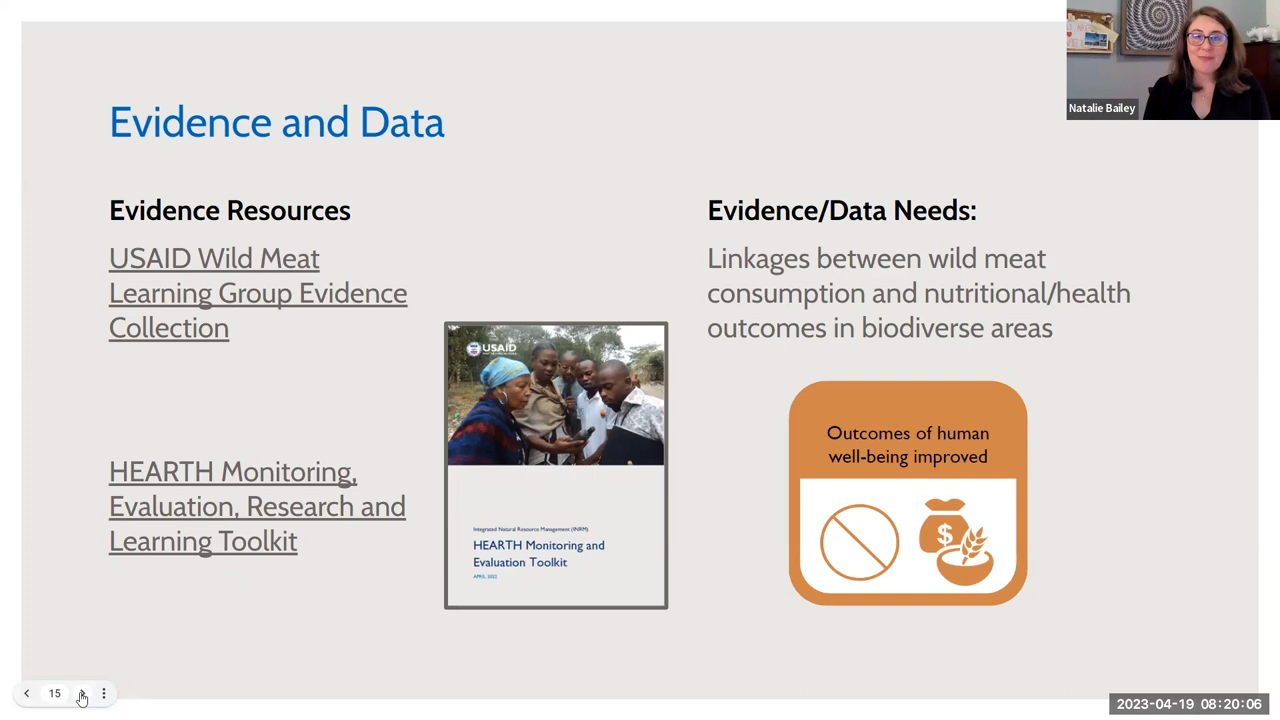 Evidence and Data
Evidence Resources
USAID Wild Meat
Learning Group Evidence
Collection
HEARTH Monitoring,
Evaluation, Research and
Learning Toolkit
USAID
Integrated Natural Resource Management (INRM)
HEARTH Monitoring and
Evaluation Toolkit
APRIL 2022
Evidence/Data Needs:
Linkages between wild meat
consumption and nutritional/health
outcomes in biodiverse areas
Outcomes of human
well-being improved
$
Natalie Bailey
15
2023-04-19 08:20:06